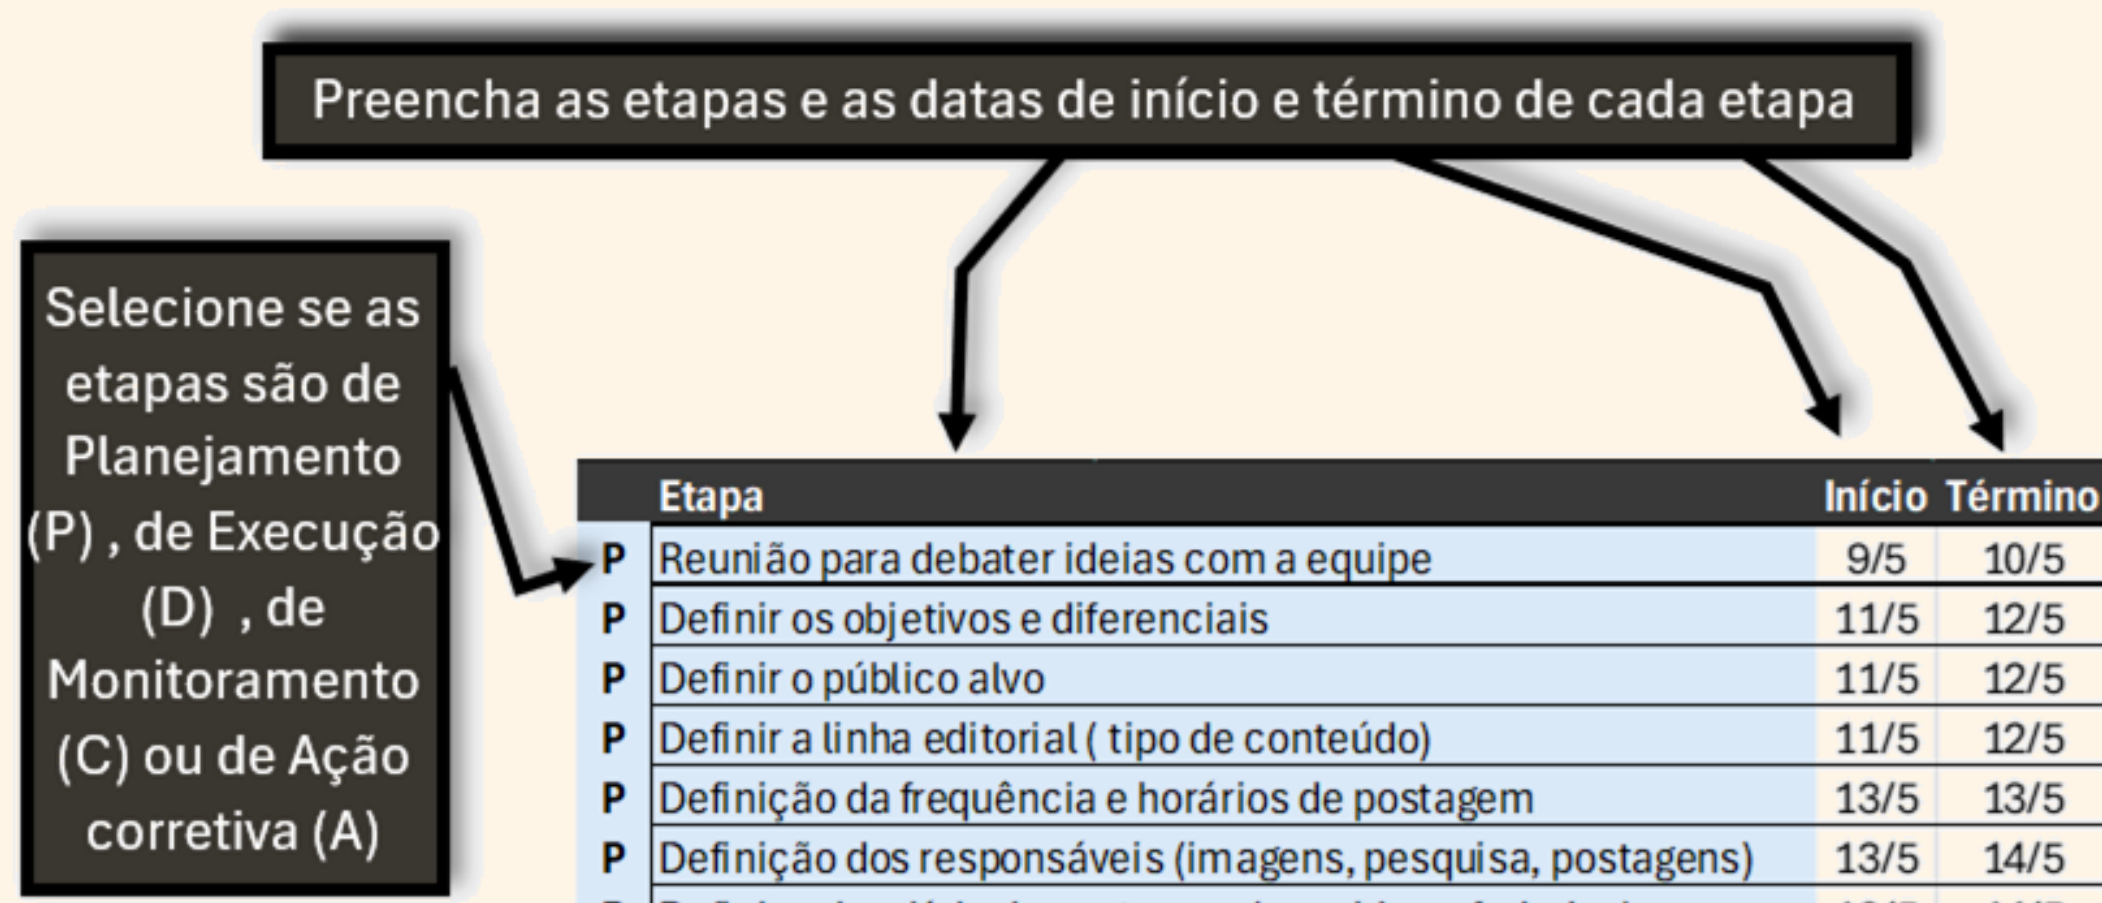 Preencha as etapas e as datas de início e término de cada etapa
Selecione se as
etapas são de
Planejamento
(P) , de Execução
(D) , de
Monitoramento
(C) ou de Ação
corretiva (A)
Etapa Início Término
P Reunião para debater ideias com a equipe 9/5 10/5
P Definir os objetivos e diferenciais 11/5 12/5
P Definir o público alvo 11/5 12/5
P Definir a linha editorial ( tipo de conteúdo) 11/5 12/5
P Definição da frequência e horários de postagem 13/5 13/5
P Definição dos responsáveis (imagens, pesquisa, postagens) 13/5 14/5